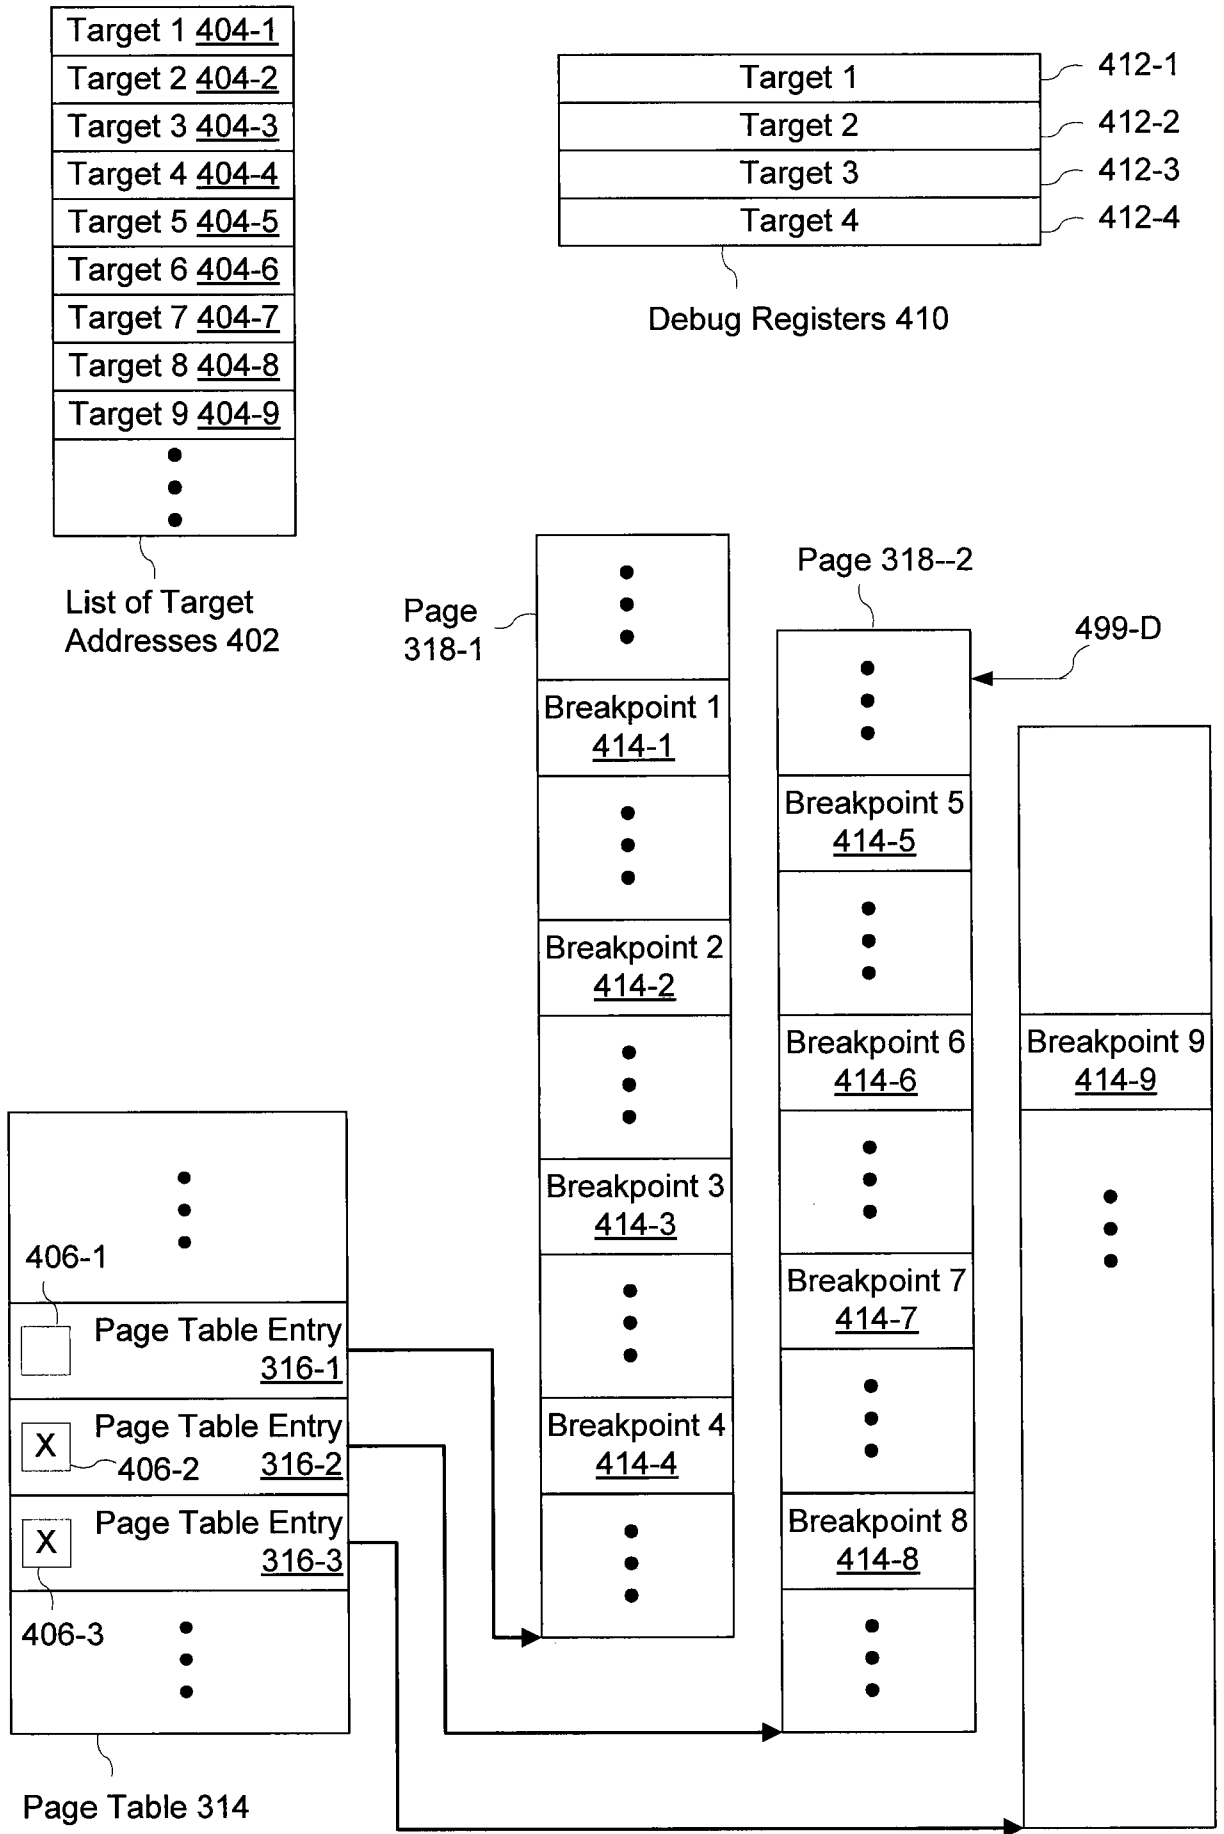 Target 1 404-1
Target 2 404-2
Target 3 404-3
Target 4 404-4
Target 5 404-5
Target 6 404-6
Target 7 404-7
Target 8 404-8
Target 9 404-9
List of Target
Addresses 402
Target 1
Target 2
Target 3
Target 4
412-1
412-2
412-3
412-4
Debug Registers 410
Page
318-1
Breakpoint 1
414-1
Breakpoint 2
414-2
Breakpoint 3
414-3
Breakpoint 4
414-4
Page 318--2
499-D
Breakpoint 5
414-5
Breakpoint 6
414-6
Breakpoint 7
414-7
Breakpoint 8
414-8
Breakpoint 9
414-9
406-1
Page Table Entry
316-1
X
Page Table Entry
406-2
316-2
X
Page Table Entry
316-3
406-3
Page Table 314